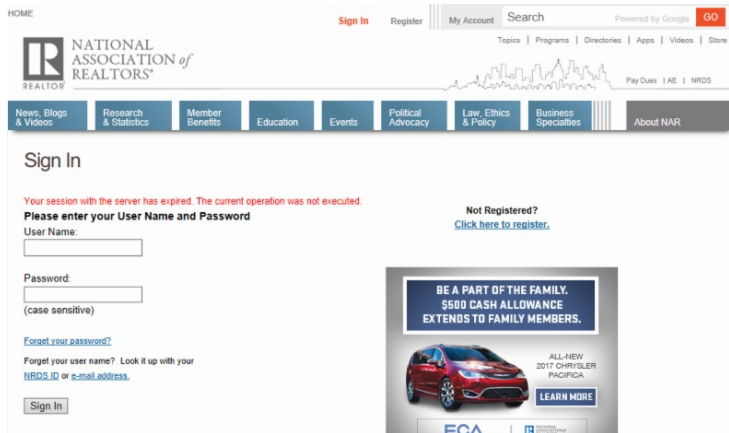 HOME
Sign In
Register
My Account
Search
Powered by Google
GO
Topics | Programs | Directories | Apps | Videos | Store
NATIONAL
ASSOCIATION of
REALTORS®
REALTOR®
Pay Dues | AE | NRDS
News, Blogs
& Videos
Research
& Statistics
Member
Benefits
Education
Events
Political
Advocacy
Law, Ethics
& Policy
Business
Specialties
About NAR
Sign In
Your session with the server has expired. The current operation was not executed.
Please enter your User Name and Password
User Name:
Password:
(case sensitive)
Forget your password?
Forget your user name? Look it up with your
NRDS ID or e-mail address.
Sign In
Not Registered?
Click here to register.
BE A PART OF THE FAMILY.
$500 CASH ALLOWANCE
EXTENDS TO FAMILY MEMBERS.
ALL-NEW
2017 CHRYSLER
PACIFICA
LEARN MORE